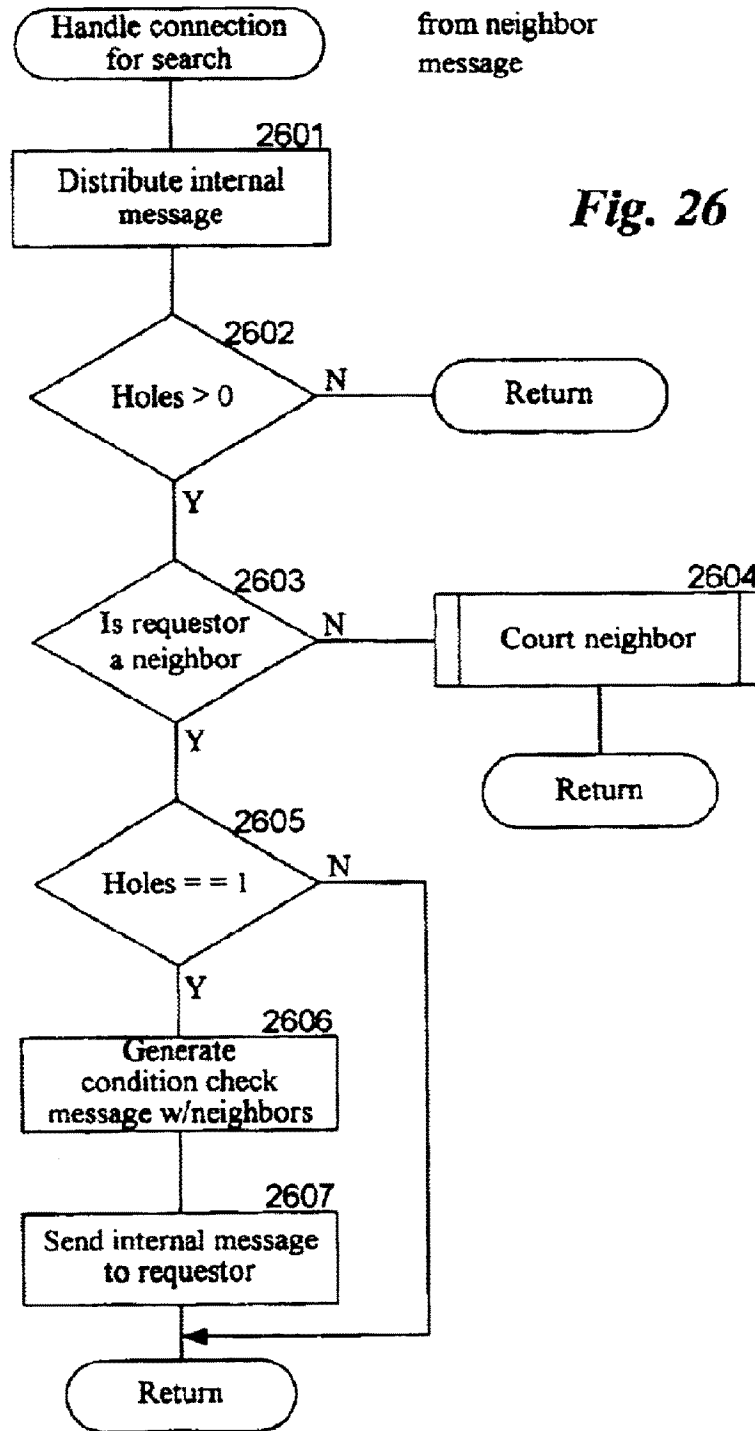 Handle connection
for search
from neighbor
message
2601
Distribute internal
message
Fig. 26
2602
Holes > 0
N
Return
Y
2603
Is requestor
a neighbor
N
2604
Court neighbor
Y
Return
2605
Holes = = 1
N
Y
2606
Generate
condition check
message w/neighbors
2607
Send internal message
to requestor
Return